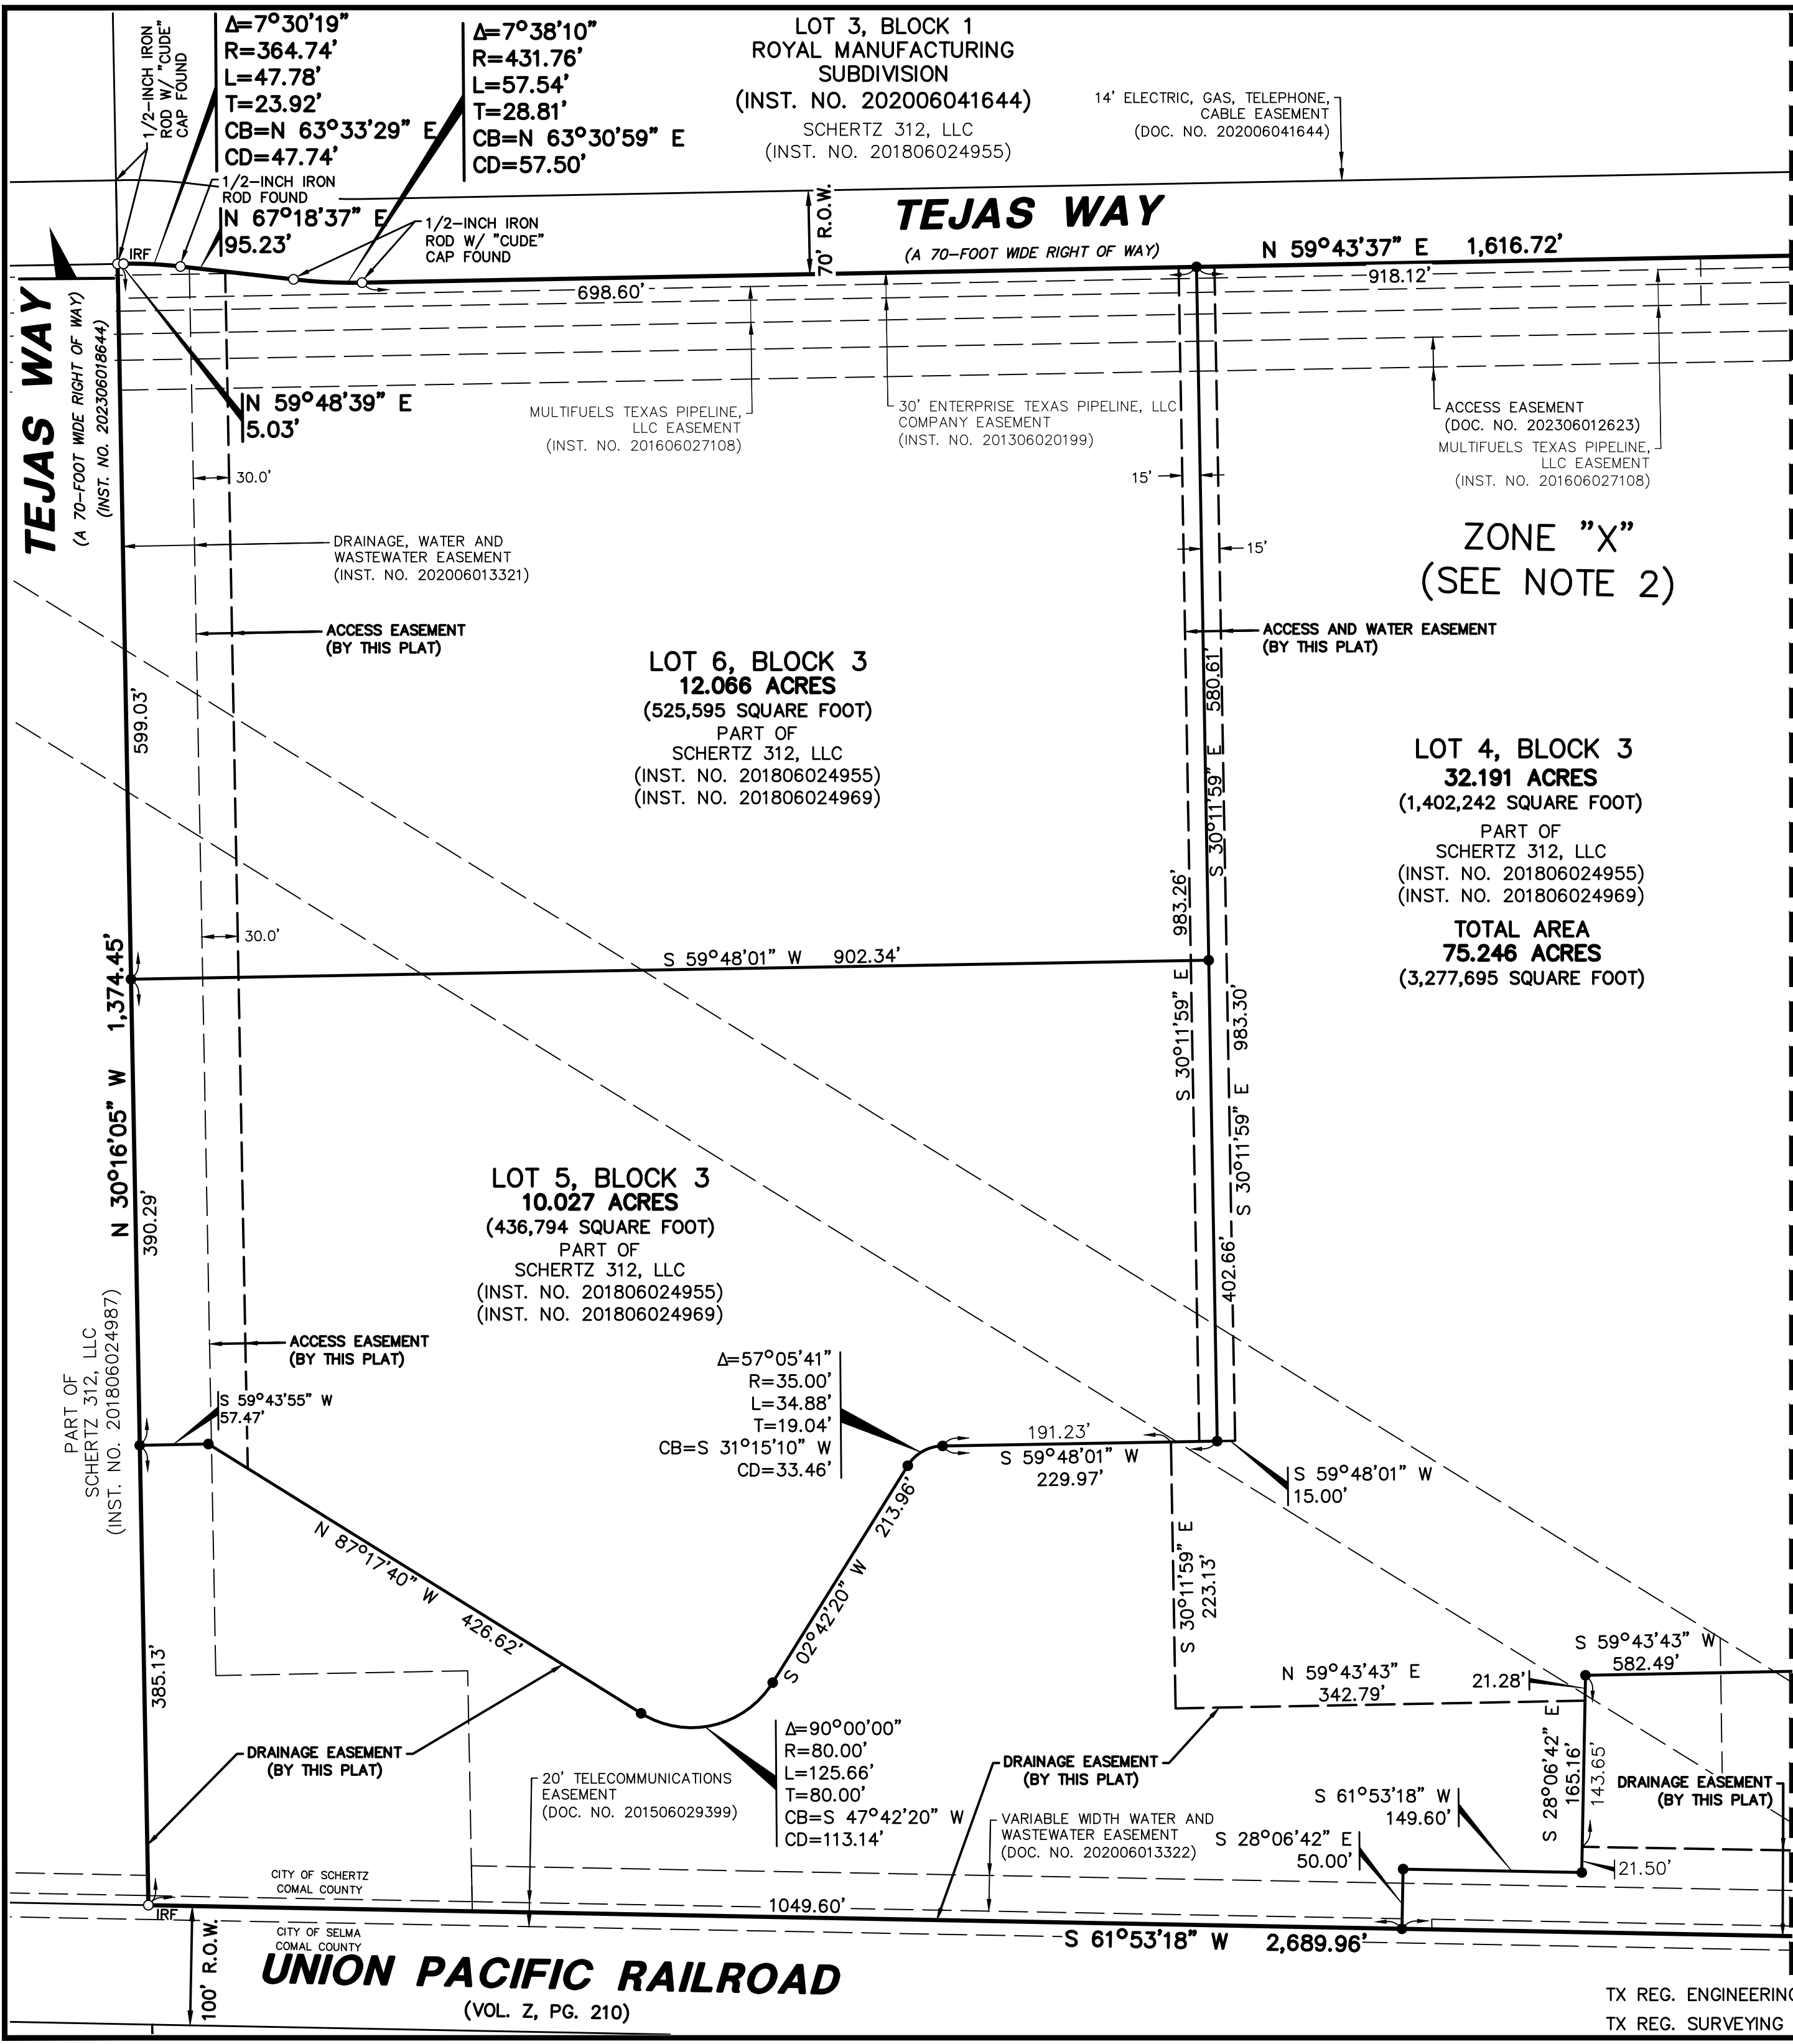 1/2-INCH IRON
ROD W/ "CUDE"
CAP FOUND
Δ=7°30'19"
R=364.74'
L=47.78'
T=23.92'
CB=N 63°33'29" E
CD=47.74'
Δ=7°38'10"
R=431.76'
L=57.54'
T=28.81'
CB=N 63°30'59" E
CD=57.50'
LOT 3, BLOCK 1
ROYAL MANUFACTURING
SUBDIVISION
(INST. NO. 202006041644)
SCHERTZ 312, LLC
(INST. NO. 201806024955)
14' ELECTRIC, GAS, TELEPHONE,
CABLE EASEMENT
(DOC. NO. 202006041644)
1/2-INCH IRON
ROD FOUND
N 67°18'37" E
95.23'
1/2-INCH IRON
ROD W/ "CUDE"
CAP FOUND
IRF
70' R.O.W.
TEJAS WAY
(A 70-FOOT WIDE RIGHT OF WAY)
N 59°43'37" E 1,616.72'
698.60'
918.12'
TEJAS WAY
(A 70-FOOT WIDE RIGHT OF WAY)
(INST. NO. 202306018644)
N 59°48'39" E
5.03'
MULTIFUELS TEXAS PIPELINE,
LLC EASEMENT
(INST. NO. 201606027108)
30' ENTERPRISE TEXAS PIPELINE, LLC
COMPANY EASEMENT
(INST. NO. 201306020199)
ACCESS EASEMENT
(DOC. NO. 202306012623)
MULTIFUELS TEXAS PIPELINE,
LLC EASEMENT
(INST. NO. 201606027108)
30.0'
15'
15'
DRAINAGE, WATER AND
WASTEWATER EASEMENT
(INST. NO. 202006013321)
ZONE "X"
(SEE NOTE 2)
ACCESS EASEMENT
(BY THIS PLAT)
ACCESS AND WATER EASEMENT
(BY THIS PLAT)
LOT 6, BLOCK 3
12.066 ACRES
(525,595 SQUARE FOOT)
PART OF
SCHERTZ 312, LLC
(INST. NO. 201806024955)
(INST. NO. 201806024969)
599.03'
S 30°11'59" E 580.61'
LOT 4, BLOCK 3
32.191 ACRES
(1,402,242 SQUARE FOOT)
PART OF
SCHERTZ 312, LLC
(INST. NO. 201806024955)
(INST. NO. 201806024969)
TOTAL AREA
75.246 ACRES
(3,277,695 SQUARE FOOT)
30.0'
S 59°48'01" W 902.34'
S 30°11'59" E 983.26'
S 30°11'59" E 983.30'
N 30°16'05" W 1,374.45'
390.29'
LOT 5, BLOCK 3
10.027 ACRES
(436,794 SQUARE FOOT)
PART OF
SCHERTZ 312, LLC
(INST. NO. 201806024955)
(INST. NO. 201806024969)
402.66'
PART OF
SCHERTZ 312, LLC
(INST. NO. 201806024987)
ACCESS EASEMENT
(BY THIS PLAT)
S 59°43'55" W
57.47'
Δ=57°05'41"
R=35.00'
L=34.88'
T=19.04'
CB=S 31°15'10" W
CD=33.46'
191.23'
S 59°48'01" W
229.97'
S 59°48'01" W
15.00'
N 87°17'40" W 426.62'
S 02°42'20" W 213.96'
S 30°11'59" E
223.13'
385.13'
N 59°43'43" E
342.79'
21.28'
S 59°43'43" W
582.49'
DRAINAGE EASEMENT
(BY THIS PLAT)
Δ=90°00'00"
R=80.00'
L=125.66'
T=80.00'
CB=S 47°42'20" W
CD=113.14'
20' TELECOMMUNICATIONS
EASEMENT
(DOC. NO. 201506029399)
DRAINAGE EASEMENT
(BY THIS PLAT)
VARIABLE WIDTH WATER AND
WASTEWATER EASEMENT
(DOC. NO. 202006013322)
S 61°53'18" W
149.60'
S 28°06'42" E
50.00'
S 28°06'42" E
165.16'
143.65'
DRAINAGE EASEMENT
(BY THIS PLAT)
21.50'
CITY OF SCHERTZ
COMAL COUNTY
1049.60'
IRF
CITY OF SELMA
COMAL COUNTY
S 61°53'18" W 2,689.96'
100' R.O.W.
UNION PACIFIC RAILROAD
(VOL. Z, PG. 210)
TX REG. ENGINEERING
TX REG. SURVEYING